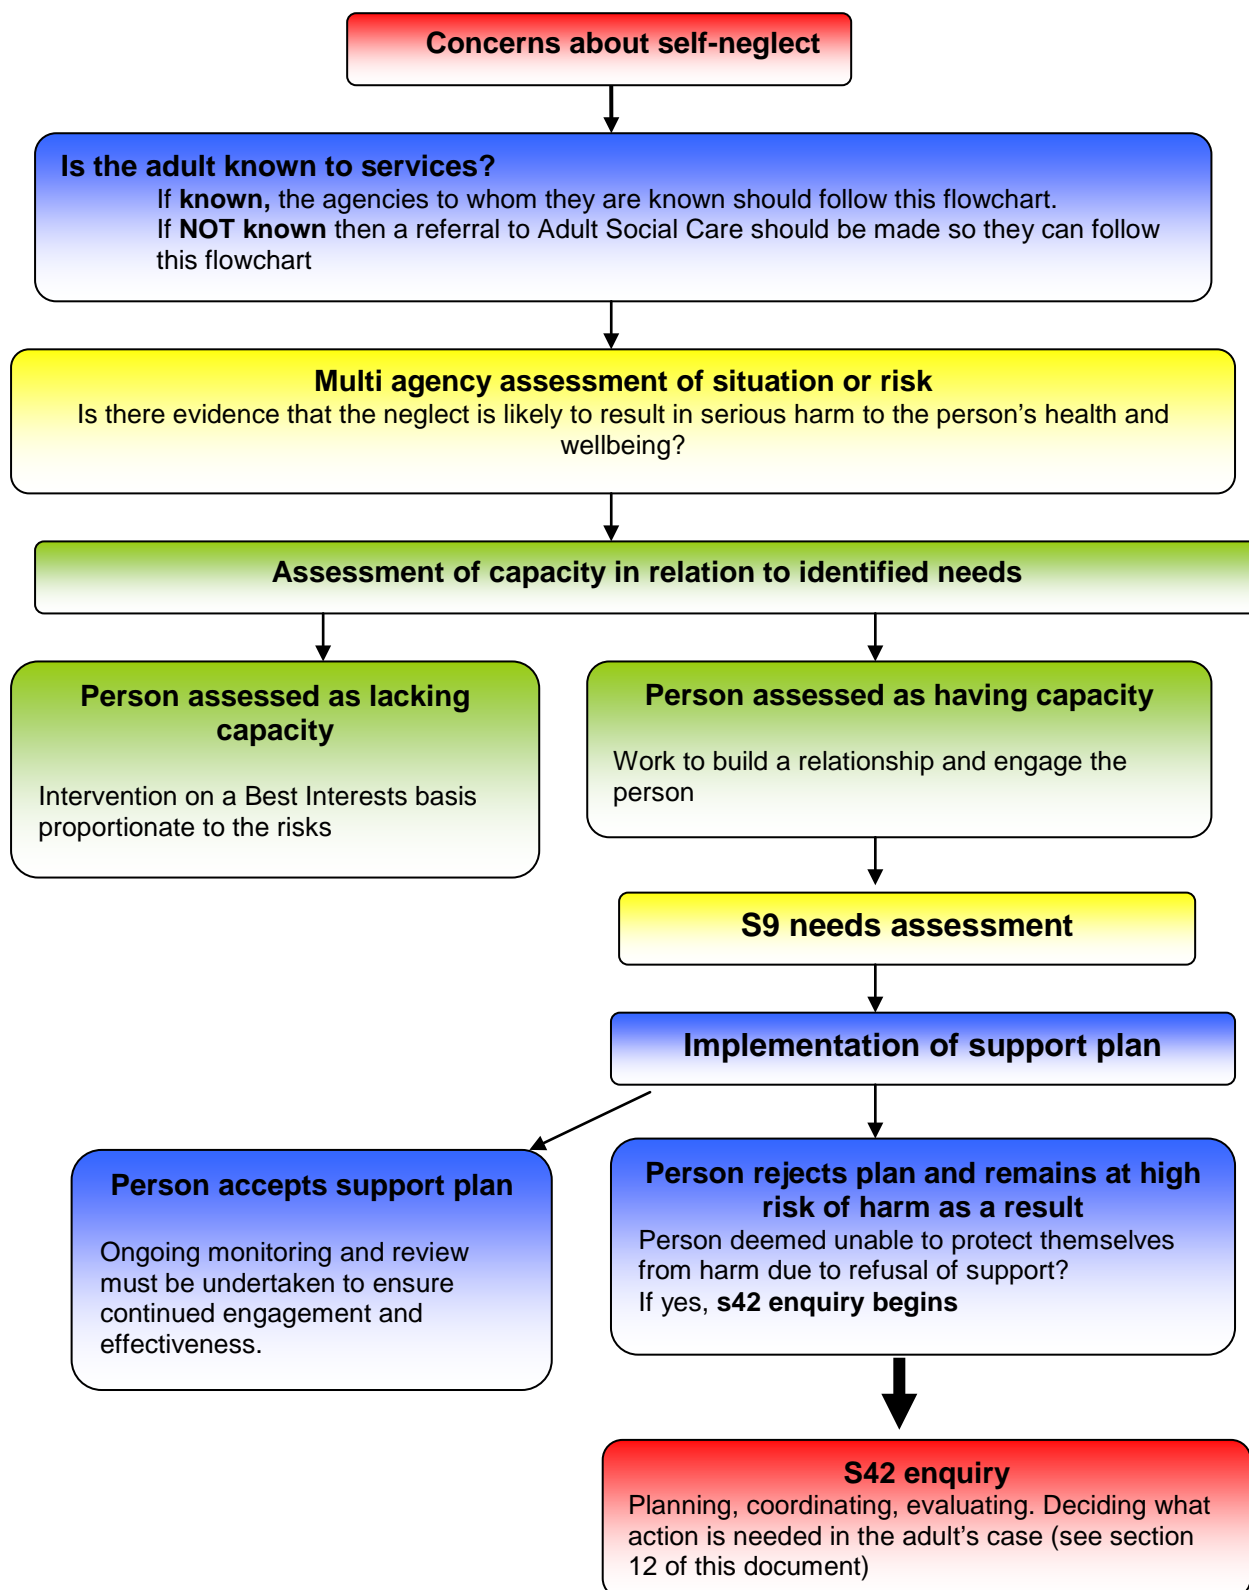 Concerns about self-neglect
Is the adult known to services?
If known, the agencies to whom they are known should follow this flowchart.
If NOT known then a referral to Adult Social Care should be made so they can follow
this flowchart
Multi agency assessment of situation or risk
Is there evidence that the neglect is likely to result in serious harm to the person’s health and
wellbeing?
Assessment of capacity in relation to identified needs
Person assessed as lacking
capacity
Intervention on a Best Interests basis
proportionate to the risks
Person assessed as having capacity
Work to build a relationship and engage the
person
S9 needs assessment
Implementation of support plan
Person accepts support plan
Ongoing monitoring and review
must be undertaken to ensure
continued engagement and
effectiveness.
Person rejects plan and remains at high
risk of harm as a result
Person deemed unable to protect themselves
from harm due to refusal of support?
If yes, s42 enquiry begins
S42 enquiry
Planning, coordinating, evaluating. Deciding what
action is needed in the adult’s case (see section
12 of this document)